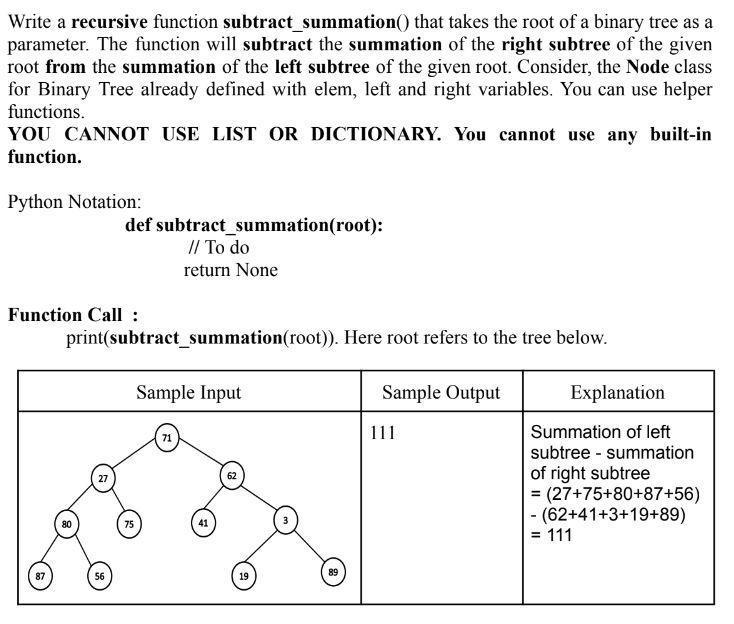 Write a recursive function subtract_summation() that takes the root of a binary tree as a
parameter. The function will subtract the summation of the right subtree of the given
root from the summation of the left subtree of the given root. Consider, the Node class
for Binary Tree already defined with elem, left and right variables. You can use helper
functions.
YOU CANNOT USE LIST OR DICTIONARY. You cannot use any built-in
function.
Python Notation:
def subtract_summation(root):
// To do
return None
Function Call :
print(subtract_summation(root)). Here root refers to the tree below.
Sample Input
Sample Output
Explanation
71
27
62
80
75
41
3
87
56
19
89
111
Summation of left
subtree - summation
of right subtree
= (27+75+80+87+56)
- (62+41+3+19+89)
= 111